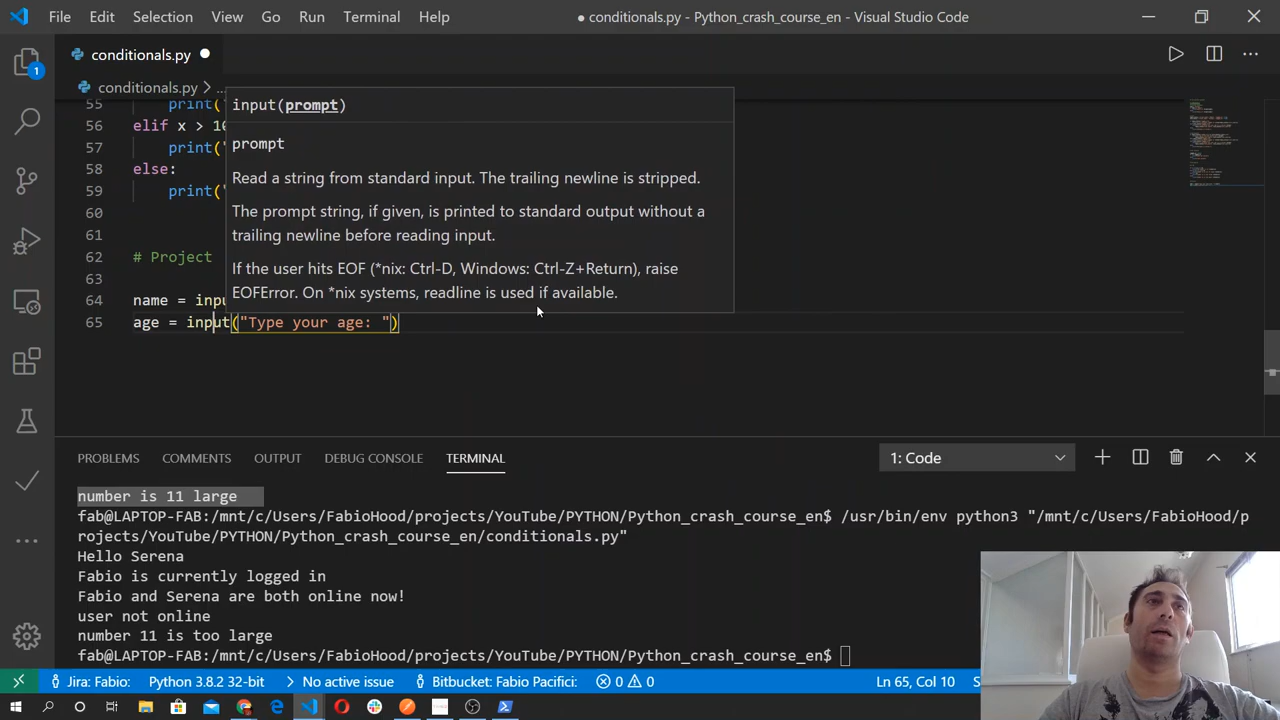 File Edit Selection View Go Run Terminal Help ● conditionals.py - Python_crash_course_en - Visual Studio Code
conditionals.py ●
conditionals.py > ...
1
55 print('
56 elif x > 10
57 print("
58 else:
59 print("
60
61
62 # Project
63
64 name = inpu
65 age = input("Type your age: ")
input(prompt)
prompt
Read a string from standard input. The trailing newline is stripped.
The prompt string, if given, is printed to standard output without a
trailing newline before reading input.
If the user hits EOF (*nix: Ctrl-D, Windows: Ctrl-Z+Return), raise
EOFError. On *nix systems, readline is used if available.
PROBLEMS COMMENTS OUTPUT DEBUG CONSOLE TERMINAL 1: Code
number is 11 large
fab@LAPTOP-FAB:/mnt/c/Users/FabioHood/projects/YouTube/PYTHON/Python_crash_course_en$ /usr/bin/env python3 "/mnt/c/Users/FabioHood/p
rojects/YouTube/PYTHON/Python_crash_course_en/conditionals.py"
Hello Serena
Fabio is currently logged in
Fabio and Serena are both online now!
user not online
number 11 is too large
fab@LAPTOP-FAB:/mnt/c/Users/FabioHood/projects/YouTube/PYTHON/Python_crash_course_en$
Jira: Fabio: Python 3.8.2 32-bit No active issue Bitbucket: Fabio Pacifici: 0 0 Ln 65, Col 10